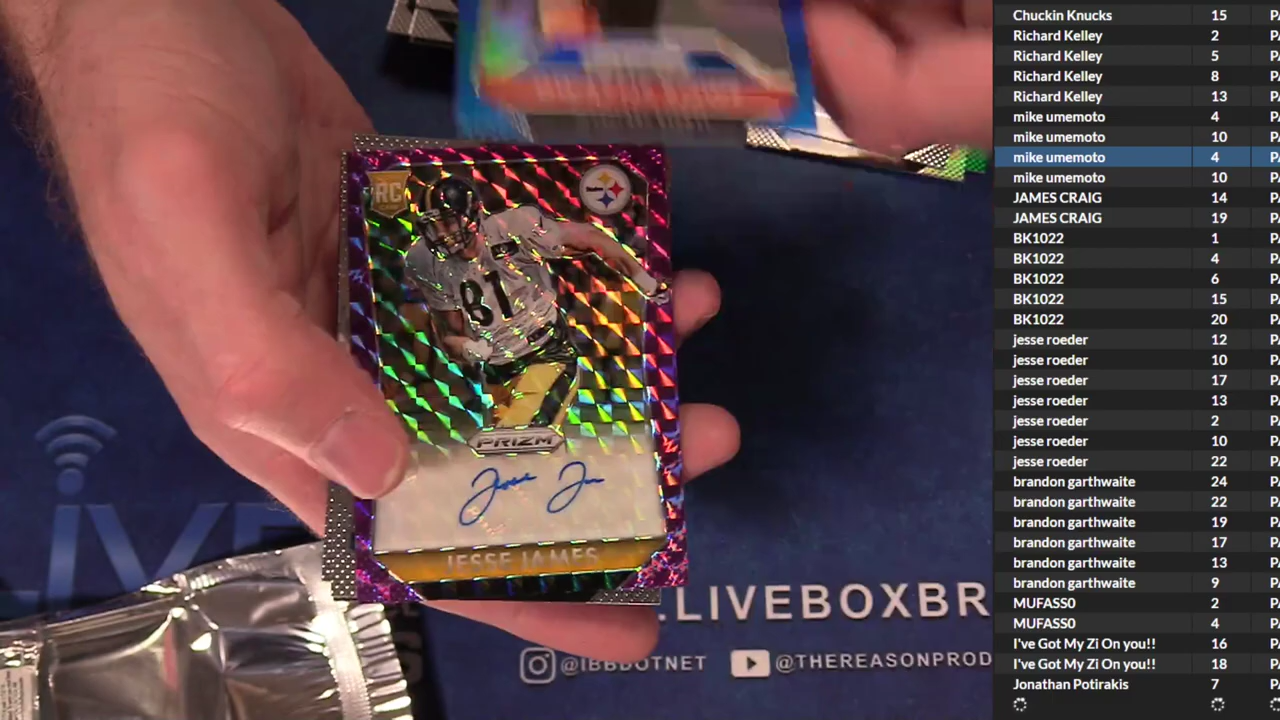 Chuckin Knucks 15 P
Richard Kelley 2 P
Richard Kelley 5 P
Richard Kelley 8 P
Richard Kelley 13 P
mike umemoto 4 P
mike umemoto 10 P
mike umemoto 4 P
mike umemoto 10 P
JAMES CRAIG 14 P
JAMES CRAIG 19 P
BK1022 1 P
BK1022 4 P
BK1022 6 P
BK1022 15 P
BK1022 20 P
jesse roeder 12 P
jesse roeder 10 P
jesse roeder 17 P
jesse roeder 13 P
jesse roeder 2 P
jesse roeder 10 P
jesse roeder 22 P
brandon garthwaite 24 P
brandon garthwaite 22 P
brandon garthwaite 19 P
brandon garthwaite 17 P
brandon garthwaite 13 P
brandon garthwaite 9 P
MUFASS0 2 P
MUFASS0 4 P
I've Got My Zi On you!! 16 P
I've Got My Zi On you!! 18 P
Jonathan Potirakis 7 P
RC
Steelers
81
PRIZM
JESSE JAMES
iVE
.LIVEBOXBR
@IBBDOTNET @THEREASONPROD